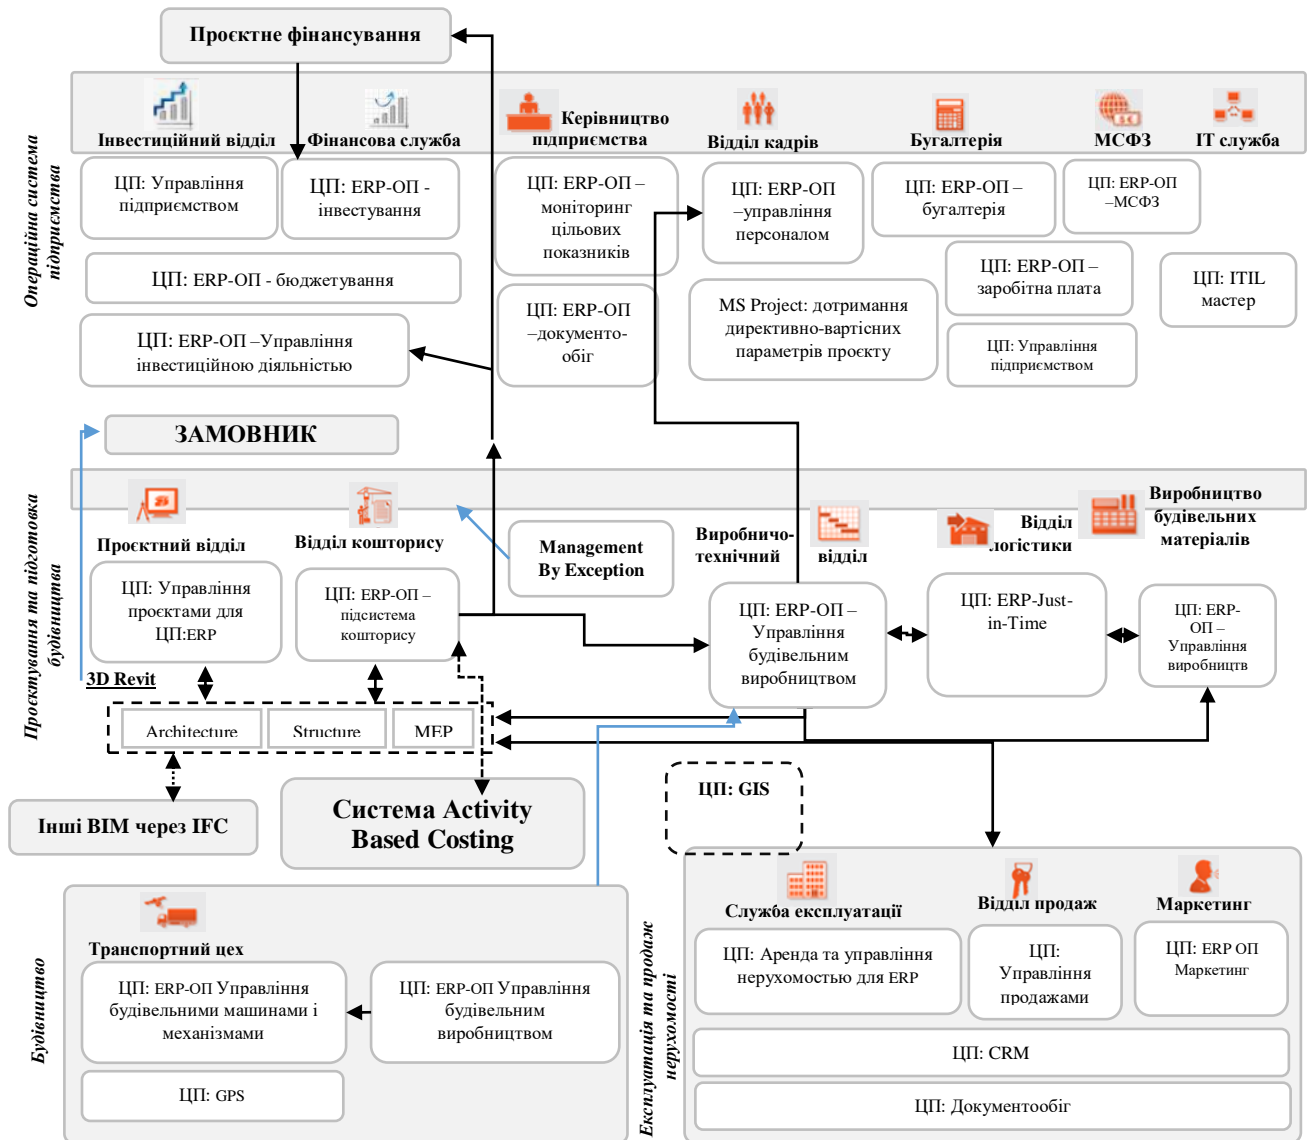 Проєктне фінансування
Операційна система
підприємства
Інвестиційний відділ
Фінансова служба
Керівництво
підприємства
Відділ кадрів
Бугалтерія
МСФЗ
ІТ служба
ЦП: Управління
підприємством
ЦП: ERP-ОП -
інвестування
ЦП: ERP-ОП –
моніторинг
цільових
показників
ЦП: ERP-ОП
–управління
персоналом
ЦП: ERP-ОП –
бугалтерія
ЦП: ERP-ОП
–МСФЗ
ЦП: ERP-ОП - бюджетування
ЦП: ERP-ОП –
заробітна плата
ЦП: ITIL
мастер
ЦП: ERP-ОП –Управління
інвестиційною діяльністю
ЦП: ERP-ОП
–документо-
обіг
MS Project: дотримання
директивно-вартісних
параметрів проєкту
ЦП: Управління
підприємством
ЗАМОВНИК
Проєктування та підготовка
будівництва
Проєктний відділ
Відділ кошторису
Management
By Exception
Виробничо-
технічний
відділ
Відділ
логістики
Виробництво
будівельних
матеріалів
ЦП: Управління
проєктами для
ЦП:ERP
ЦП: ERP-ОП –
підсистема
кошторису
ЦП: ERP-ОП –
Управління
будівельним
виробництвом
ЦП: ERP-Just-
in-Time
ЦП: ERP-
ОП –
Управління
виробництв
3D Revit
Architecture
Structure
MEP
Інші BIM через IFC
Система Activity
Based Costing
ЦП: GIS
Будівництво
Транспортний цех
ЦП: ERP-ОП Управління
будівельними машинами і
механізмами
ЦП: ERP-ОП Управління
будівельним
виробництвом
ЦП: GPS
Експлуатація та продаж
нерухомості
Служба експлуатації
Відділ продаж
Маркетинг
ЦП: Аренда та управління
нерухомостью для ERP
ЦП:
Управління
продажами
ЦП: ERP ОП
Маркетинг
ЦП: CRM
ЦП: Документообіг